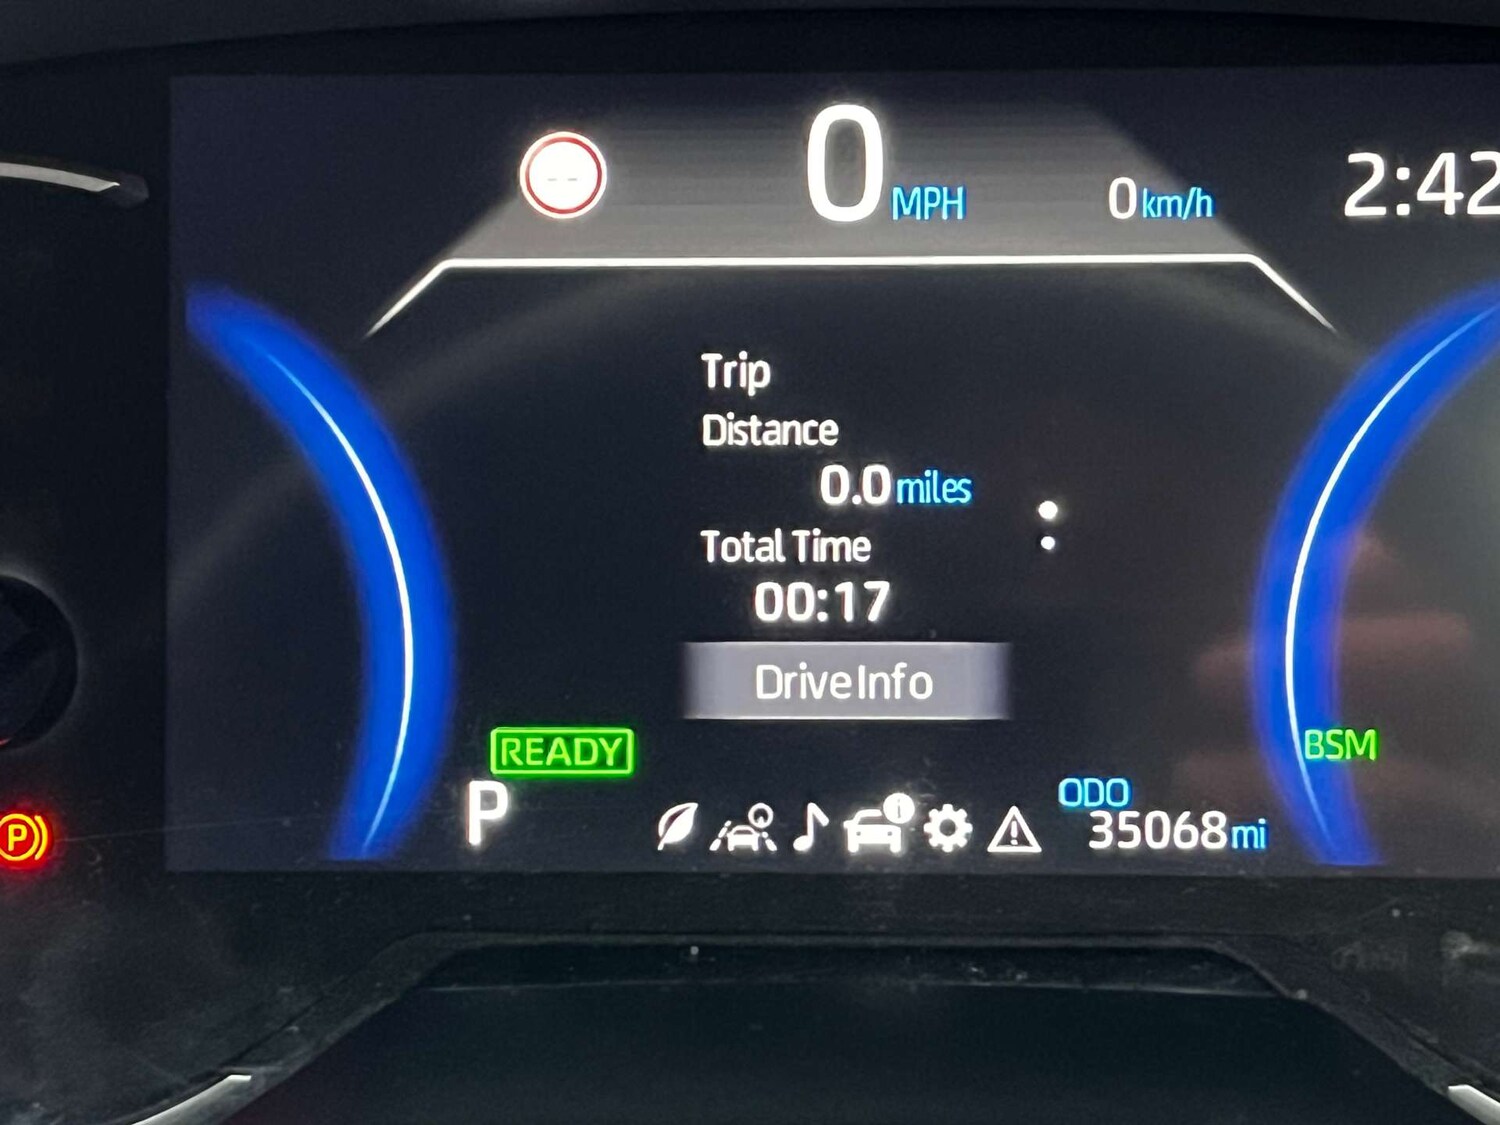 0 MPH
0 km/h
2:42
Trip
Distance
0.0 miles
Total Time
00:17
Drive Info
READY
BSM
P
ODO
35068 mi
P